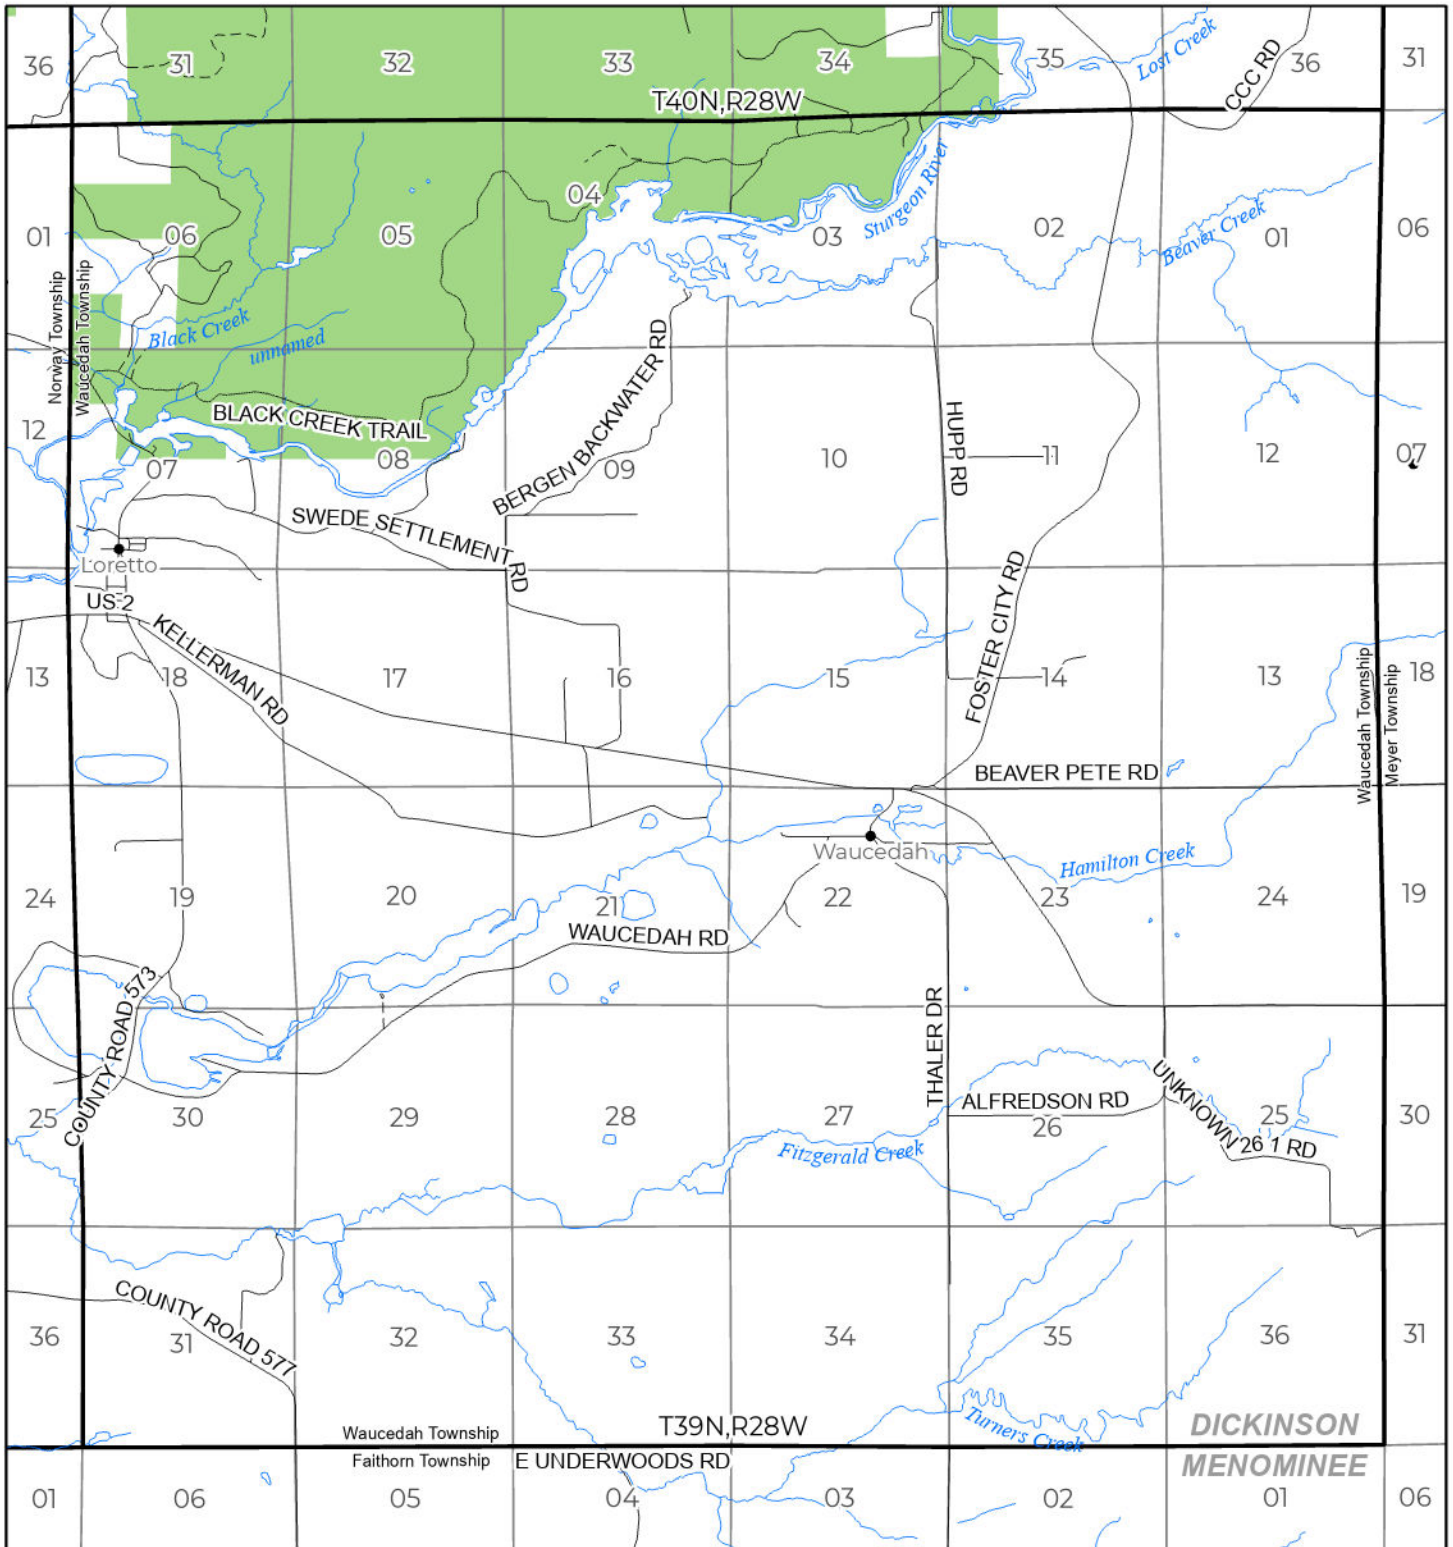 36 31 32 33 34 35 36 31
Lost Creek
CCC RD
T40N,R28W
Sturgeon River
04
01 06 05 03 02 01 06
Beaver Creek
Norway Township
Waucedah Township
Black Creek
unnamed
BLACK CREEK TRAIL
BERGEN BACKWATER RD
HUPP RD
12 07 08 09 10 11 12 07
SWEDE SETTLEMENT RD
Loretto
US 2
KELLERMAN RD
FOSTER CITY RD
13 18 17 16 15 14 13 18
Waucedah Township
Meyer Township
BEAVER PETE RD
Waucedah
Hamilton Creek
24 19 20 21 22 23 24 19
WAUCEDAH RD
COUNTY ROAD 573
THALER DR
ALFREDSON RD
UNKNOWN 26 1 RD
25 30 29 28 27 26 25 30
Fitzgerald Creek
COUNTY ROAD 577
36 31 32 33 34 35 36 31
Turners Creek
T39N,R28W
DICKINSON
Waucedah Township
Faithorn Township
E UNDERWOODS RD
MENOMINEE
01 06 05 04 03 02 01 06